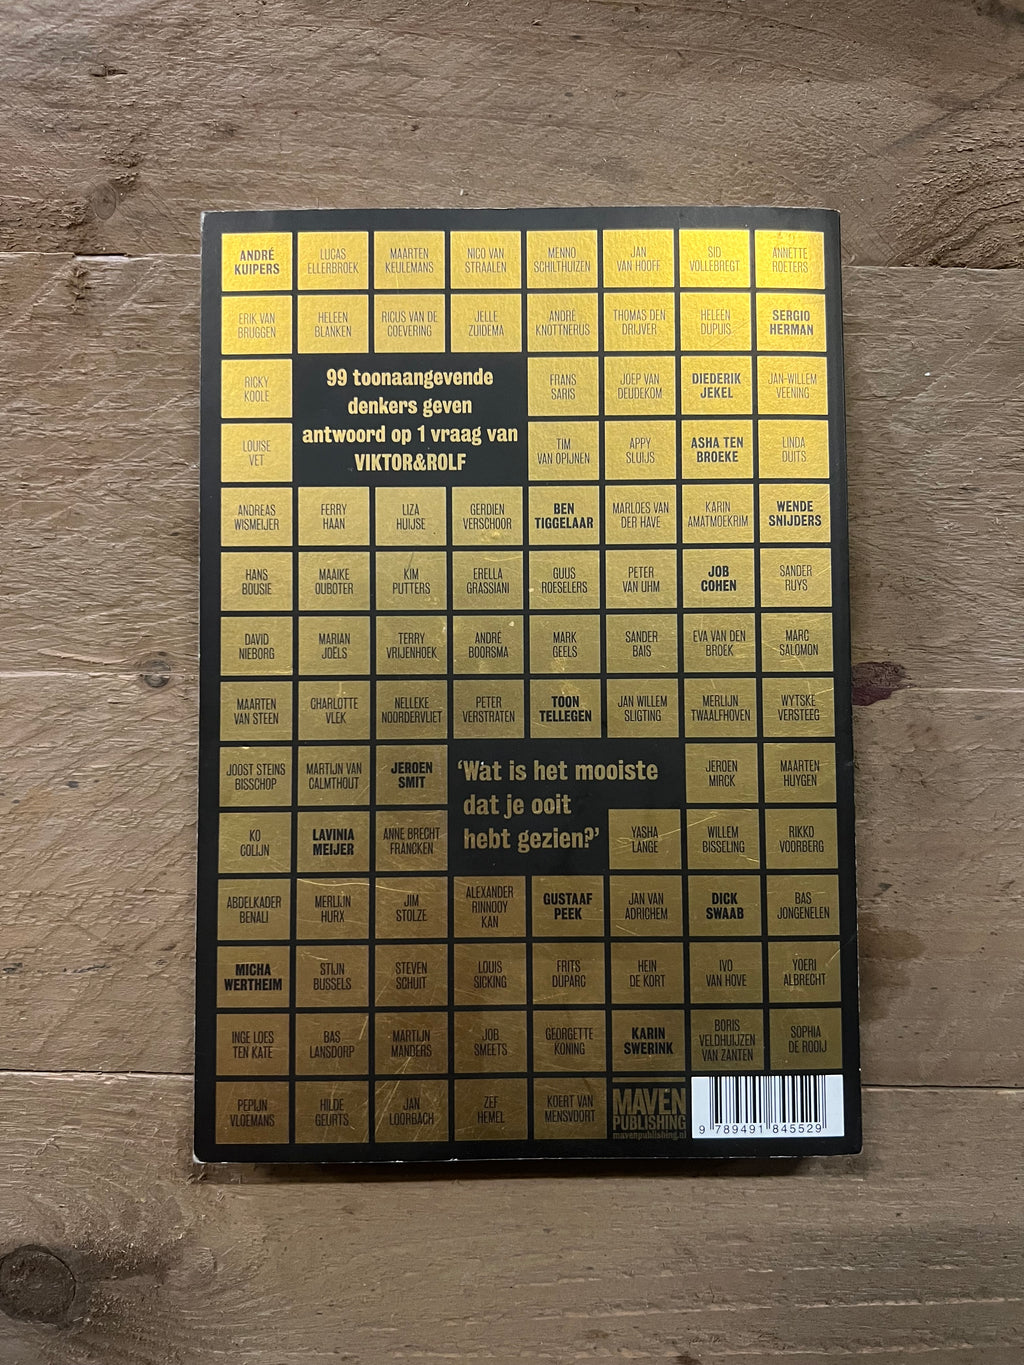 ANDRÉ
KUIPERS
LUCAS
ELLERBROEK
MAARTEN
KEULEMANS
NICO VAN
STRAALEN
MENNO
SCHILTHUIZEN
JAN
VAN HOOFF
SID
VOLLEBREGT
ANNETTE
ROETERS
ERIK VAN
BRUGGEN
HELEEN
BLANKEN
RICUS VAN DE
COEVERING
JELLE
ZUIDEMA
ANDRÉ
KNOTTNERUS
THOMAS DEN
DRIJVER
HELEEN
DUPUIS
SERGIO
HERMAN
RICKY
KOOLE
99 toonaangevende
denkers geven
antwoord op 1 vraag van
VIKTOR&ROLF
FRANS
SARIS
JOEP VAN
DEUDEKOM
DIEDERIK
JEKEL
JAN-WILLEM
VEENING
LOUISE
VET
TIM
VAN OPIJNEN
APPY
SLUIJS
ASHA TEN
BROEKE
LINDA
DUITS
ANDREAS
WISMEIJER
FERRY
HAAN
LIZA
HUIJSE
GERDIEN
VERSCHOOR
BEN
TIGGELAAR
MARLOES VAN
DER HAVE
KARIN
AMATMOEKRIM
WENDE
SNIJDERS
HANS
BOUSIE
MAAIKE
OUBOTER
KIM
PUTTERS
ERELLA
GRASSIANI
GUUS
ROESELERS
PETER
VAN UHM
JOB
COHEN
SANDER
RUYS
DAVID
NIEBORG
MARIAN
JOËLS
TERRY
VRIJENHOEK
ANDRÉ
BOORSMA
MARK
GEELS
SANDER
BAIS
EVA VAN DEN
BROEK
MARC
SALOMON
MAARTEN
VAN STEEN
CHARLOTTE
VLEK
NELLEKE
NOORDERVLIET
PETER
VERSTRATEN
TOON
TELLEGEN
JAN WILLEM
SLIGTING
MERLIJN
TWAALFHOVEN
WYTSKE
VERSTEEG
JOOST STEINS
BISSCHOP
MARTIJN VAN
CALMTHOUT
JEROEN
SMIT
'Wat is het mooiste
dat je ooit
hebt gezien?'
JEROEN
MIRCK
MAARTEN
HUYGEN
KO
COLIJN
LAVINIA
MEIJER
ANNE BRECHT
FRANCKEN
YASHA
LANGE
WILLEM
BISSELING
RIKKO
VOORBERG
ABDELKADER
BENALI
MERLIJN
HURX
JIM
STOLZE
ALEXANDER
RINNOOY
KAN
GUSTAAF
PEEK
JAN VAN
ADRICHEM
DICK
SWAAB
BAS
JONGENELEN
MICHA
WERTHEIM
STIJN
BUSSELS
STEVEN
SCHUIT
LOUIS
SICKING
FRITS
DUPARC
HEIN
DE KORT
IVO
VAN HOVE
YOERI
ALBRECHT
INGE LOES
TEN KATE
BAS
LANSDORP
MARTIJN
MANDERS
JOB
SMEETS
GEORGETTE
KONING
KARIN
SWERINK
BORIS
VELDHUIJZEN
VAN ZANTEN
SOPHIA
DE ROOIJ
PEPIJN
VLOEMANS
HILDE
GEURTS
JAN
LOORBACH
ZEF
HEMEL
KOERT VAN
MENSVOORT
MAVEN
PUBLISHING
mavenpublishing.nl
9 789491 845529